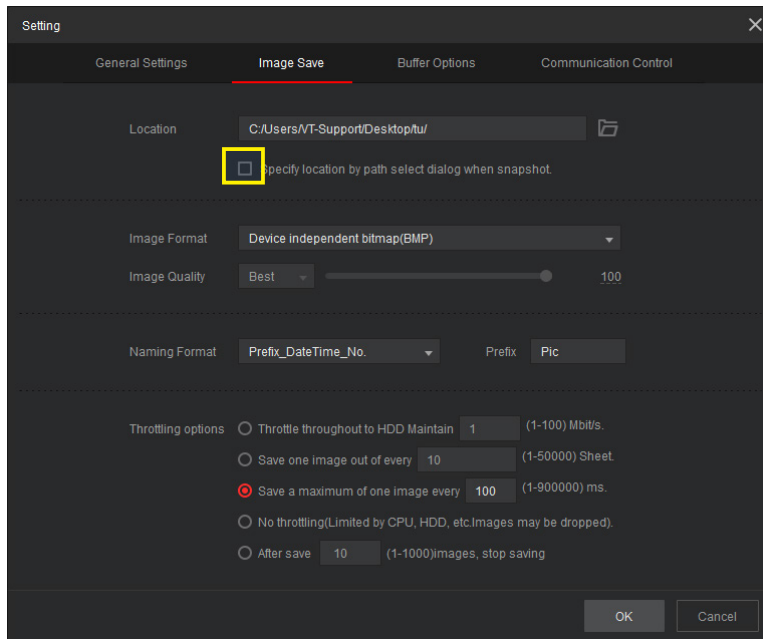 Setting
General Settings Image Save Buffer Options Communication Control
Location C:/Users/VT-Support/Desktop/tu/
Specify location by path select dialog when snapshot.
Image Format Device independent bitmap(BMP)
Image Quality Best 100
Naming Format Prefix_DateTime_No. Prefix Pic
Throttling options Throttle throughout to HDD Maintain 1 (1-100) Mbit/s.
Save one image out of every 10 (1-50000) Sheet.
Save a maximum of one image every 100 (1-900000) ms.
No throttling(Limited by CPU, HDD, etc.Images may be dropped).
After save 10 (1-1000)images, stop saving
OK Cancel